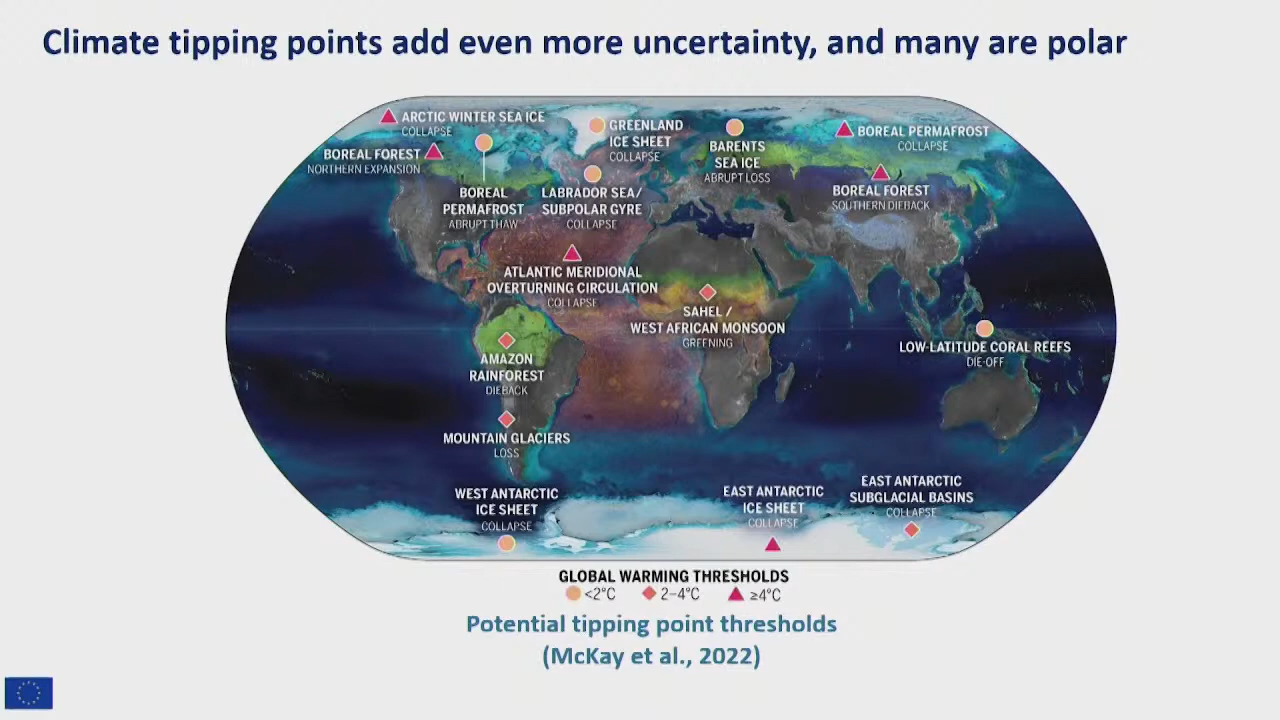 Climate tipping points add even more uncertainty, and many are polar
ARCTIC WINTER SEA ICE
COLLAPSE
BOREAL FOREST
NORTHERN EXPANSION
GREENLAND
ICE SHEET
COLLAPSE
BARENTS
SEA ICE
ABRUPT LOSS
BOREAL PERMAFROST
COLLAPSE
BOREAL
PERMAFROST
ABRUPT THAW
LABRADOR SEA/
SUBPOLAR GYRE
COLLAPSE
BOREAL FOREST
SOUTHERN DIEBACK
ATLANTIC MERIDIONAL
OVERTURNING CIRCULATION
COLLAPSE
SAHEL /
WEST AFRICAN MONSOON
GREENING
LOW-LATITUDE CORAL REEFS
DIE-OFF
AMAZON
RAINFOREST
DIEBACK
MOUNTAIN GLACIERS
LOSS
WEST ANTARCTIC
ICE SHEET
COLLAPSE
EAST ANTARCTIC
ICE SHEET
COLLAPSE
EAST ANTARCTIC
SUBGLACIAL BASINS
COLLAPSE
GLOBAL WARMING THRESHOLDS
<2°C 2–4°C ≥4°C
Potential tipping point thresholds
(McKay et al., 2022)